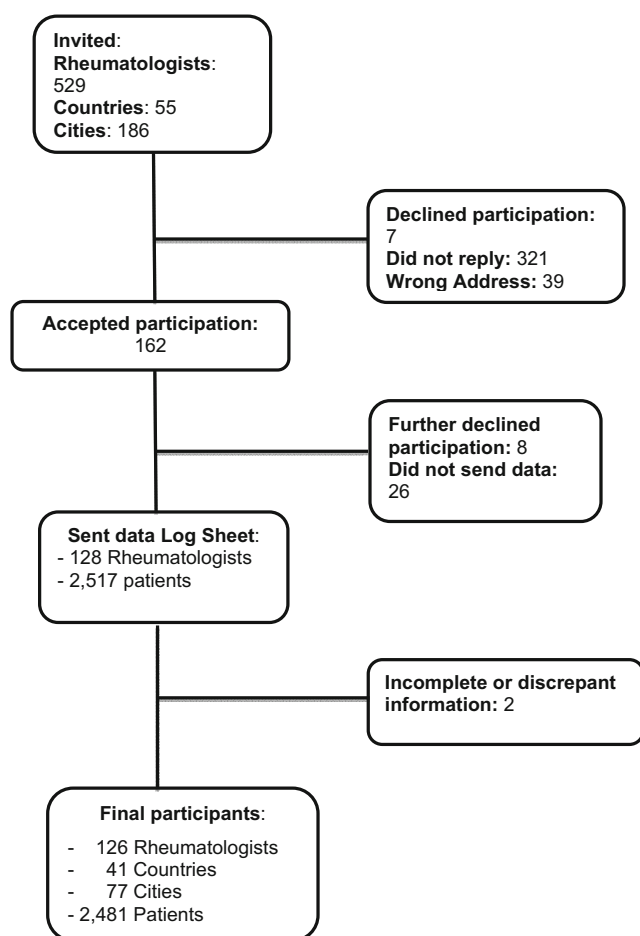 Invited:
Rheumatologists:
529
Countries: 55
Cities: 186
Declined participation:
7
Did not reply: 321
Wrong Address: 39
Accepted participation:
162
Further declined
participation: 8
Did not send data:
26
Sent data Log Sheet:
- 128 Rheumatologists
- 2,517 patients
Incomplete or discrepant
information: 2
Final participants:
- 126 Rheumatologists
- 41 Countries
- 77 Cities
- 2,481 Patients